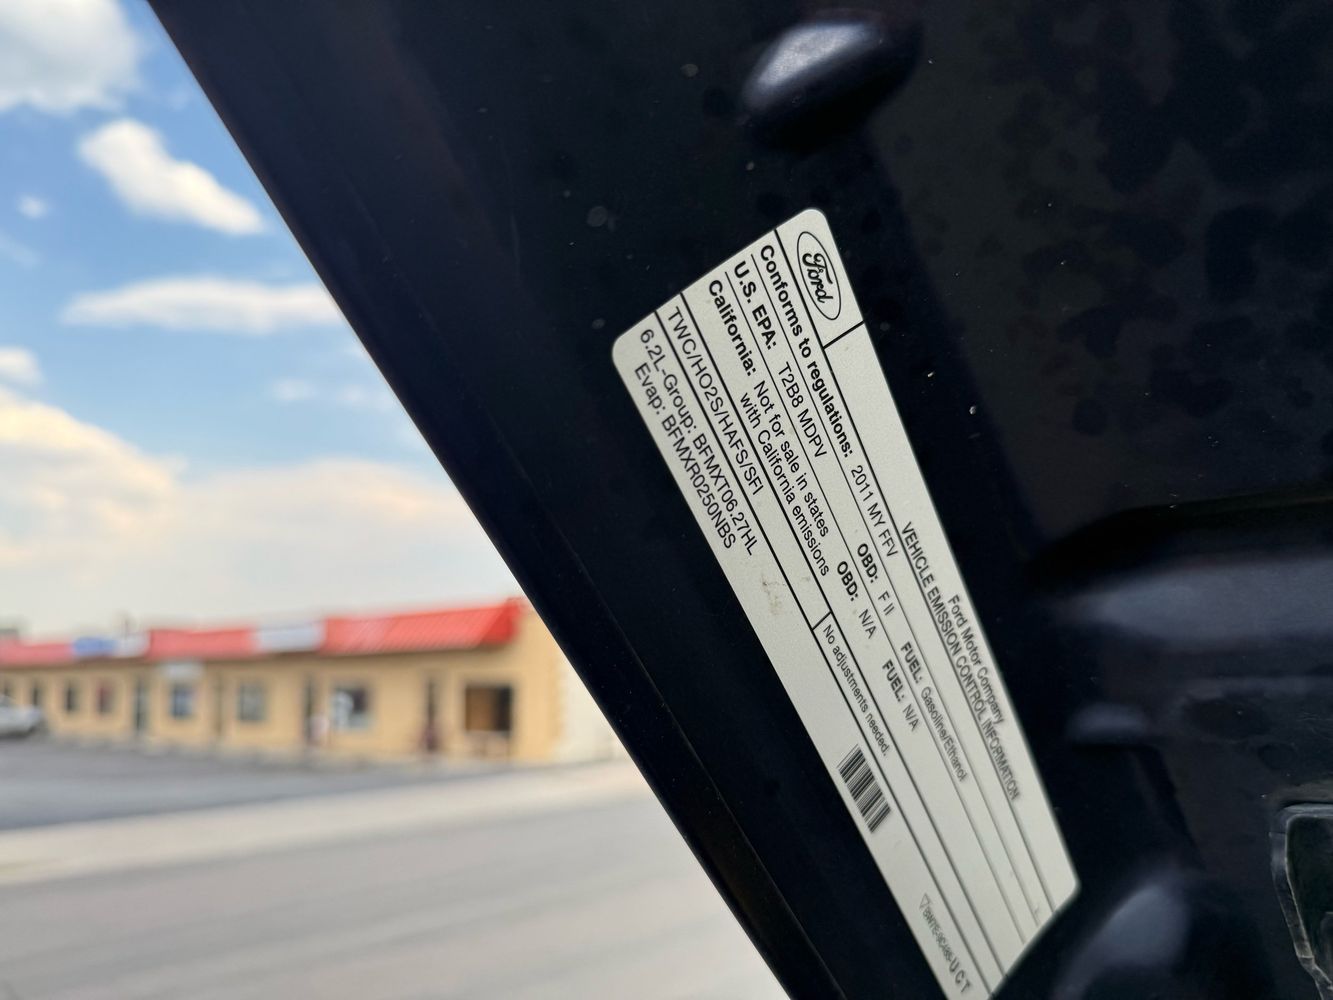 Ford
Ford Motor Company
VEHICLE EMISSION CONTROL INFORMATION
Conforms to regulations: 2011 MY FFV
U.S. EPA: T2B8 MDPV OBD: F II FUEL: Gasoline/Ethanol
California: Not for sale in states with California emissions OBD: N/A FUEL: N/A
TWC/HO2S/HAFS/SFI
No adjustments needed.
6.2L-Group: BFMXT06.27HL
Evap: BFMXR0250NBS